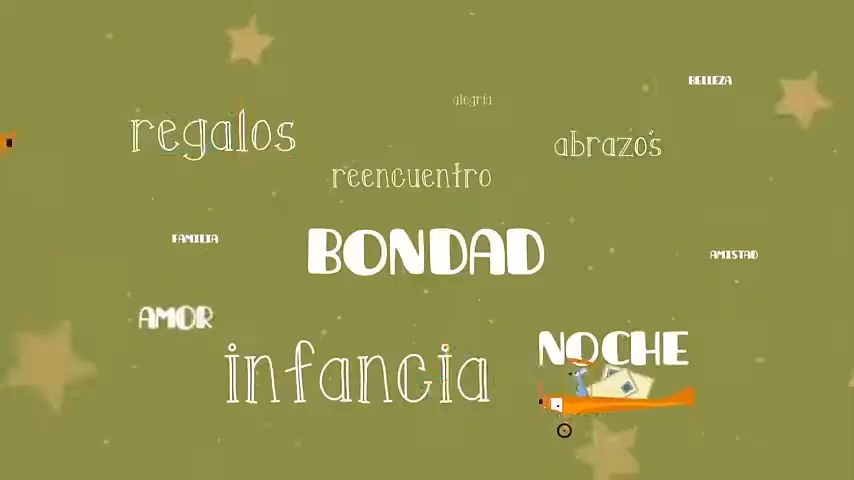 BELLEZA
alegría
regalos
abrazos
reencuentro
FAMILIA
BONDAD
AMISTAD
AMOR
NOCHE
infancia